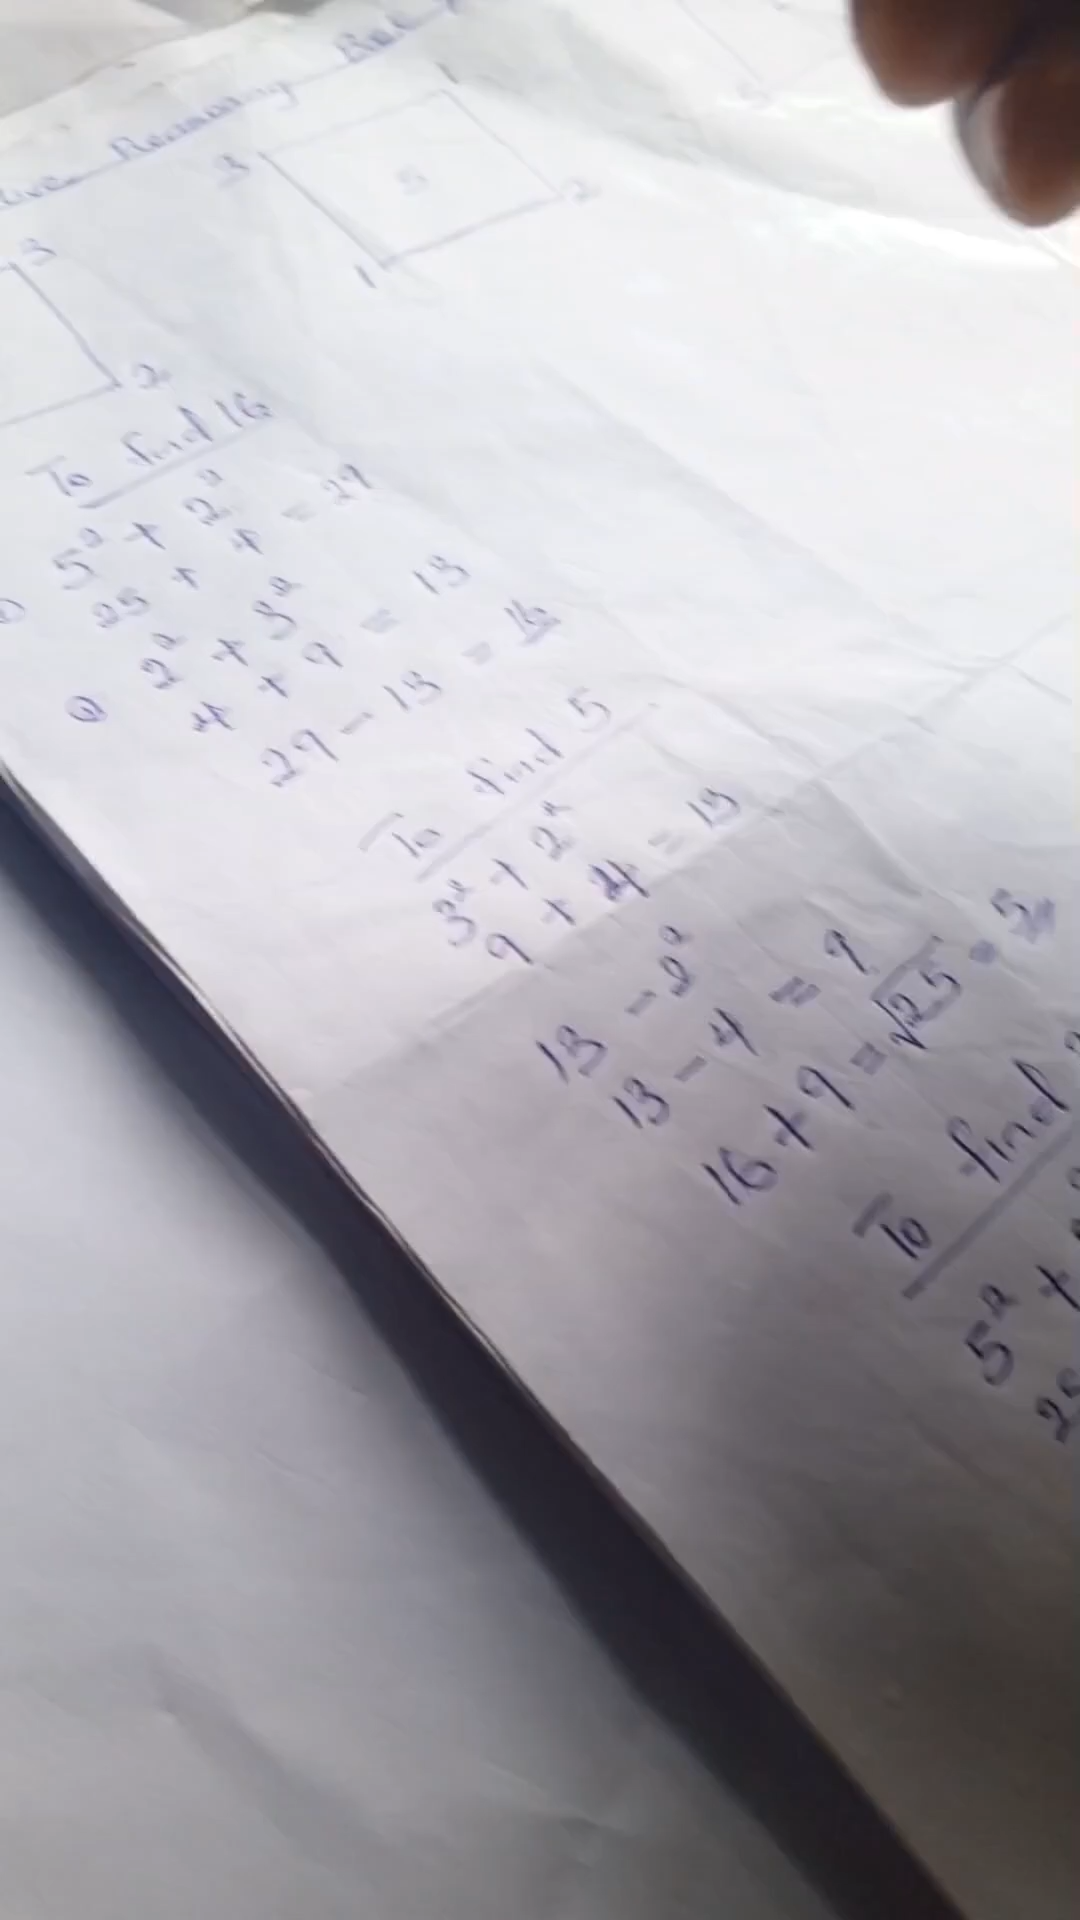 Reasoning
3 1
5
2
1
3
2
To find 16
5² + 2²
25 + 4 = 29
2² + 3²
4 + 9 = 13
29 - 13 = 16
To find 5
3² + 2²
9 + 4 = 13
13 - 2²
13 - 4 = 9
16 + 9 = √25 = 5
To find
5² +